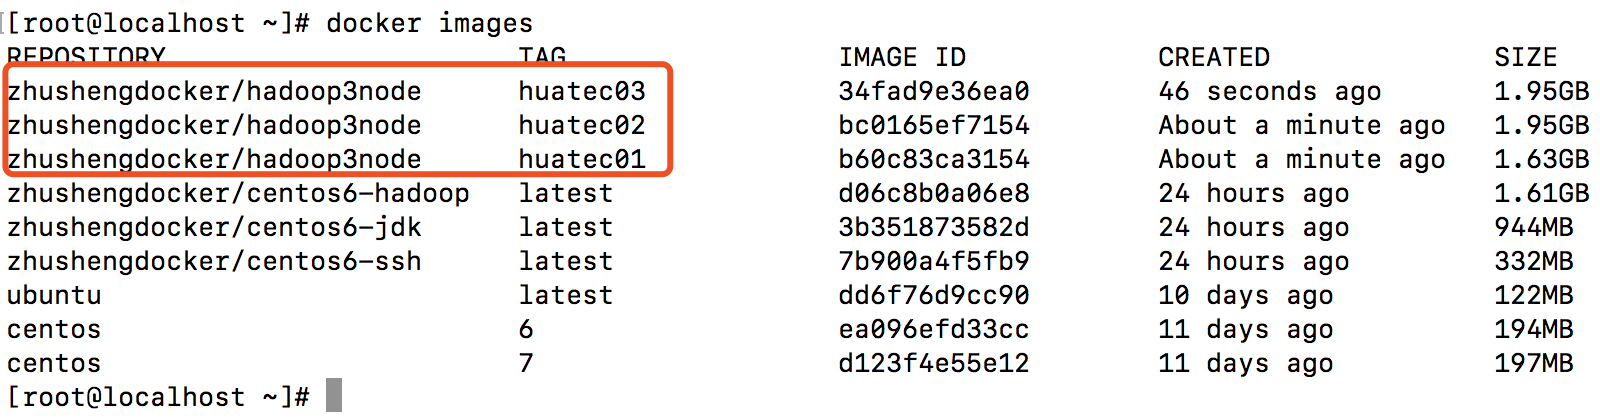 [root@localhost ~]# docker images
REPOSITORY TAG IMAGE ID CREATED SIZE
zhushengdocker/hadoop3node huatec03 34fad9e36ea0 46 seconds ago 1.95GB
zhushengdocker/hadoop3node huatec02 bc0165ef7154 About a minute ago 1.95GB
zhushengdocker/hadoop3node huatec01 b60c83ca3154 About a minute ago 1.63GB
zhushengdocker/centos6-hadoop latest d06c8b0a06e8 24 hours ago 1.61GB
zhushengdocker/centos6-jdk latest 3b351873582d 24 hours ago 944MB
zhushengdocker/centos6-ssh latest 7b900a4f5fb9 24 hours ago 332MB
ubuntu latest dd6f76d9cc90 10 days ago 122MB
centos 6 ea096efd33cc 11 days ago 194MB
centos 7 d123f4e55e12 11 days ago 197MB
[root@localhost ~]#